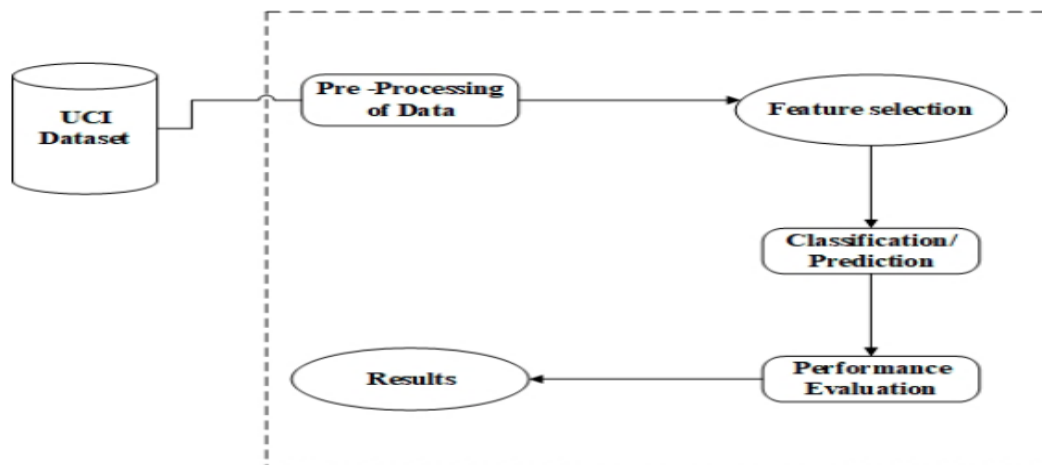 UCI
Dataset
Pre -Processing
of Data
Feature selection
Classification/
Prediction
Performance
Evaluation
Results